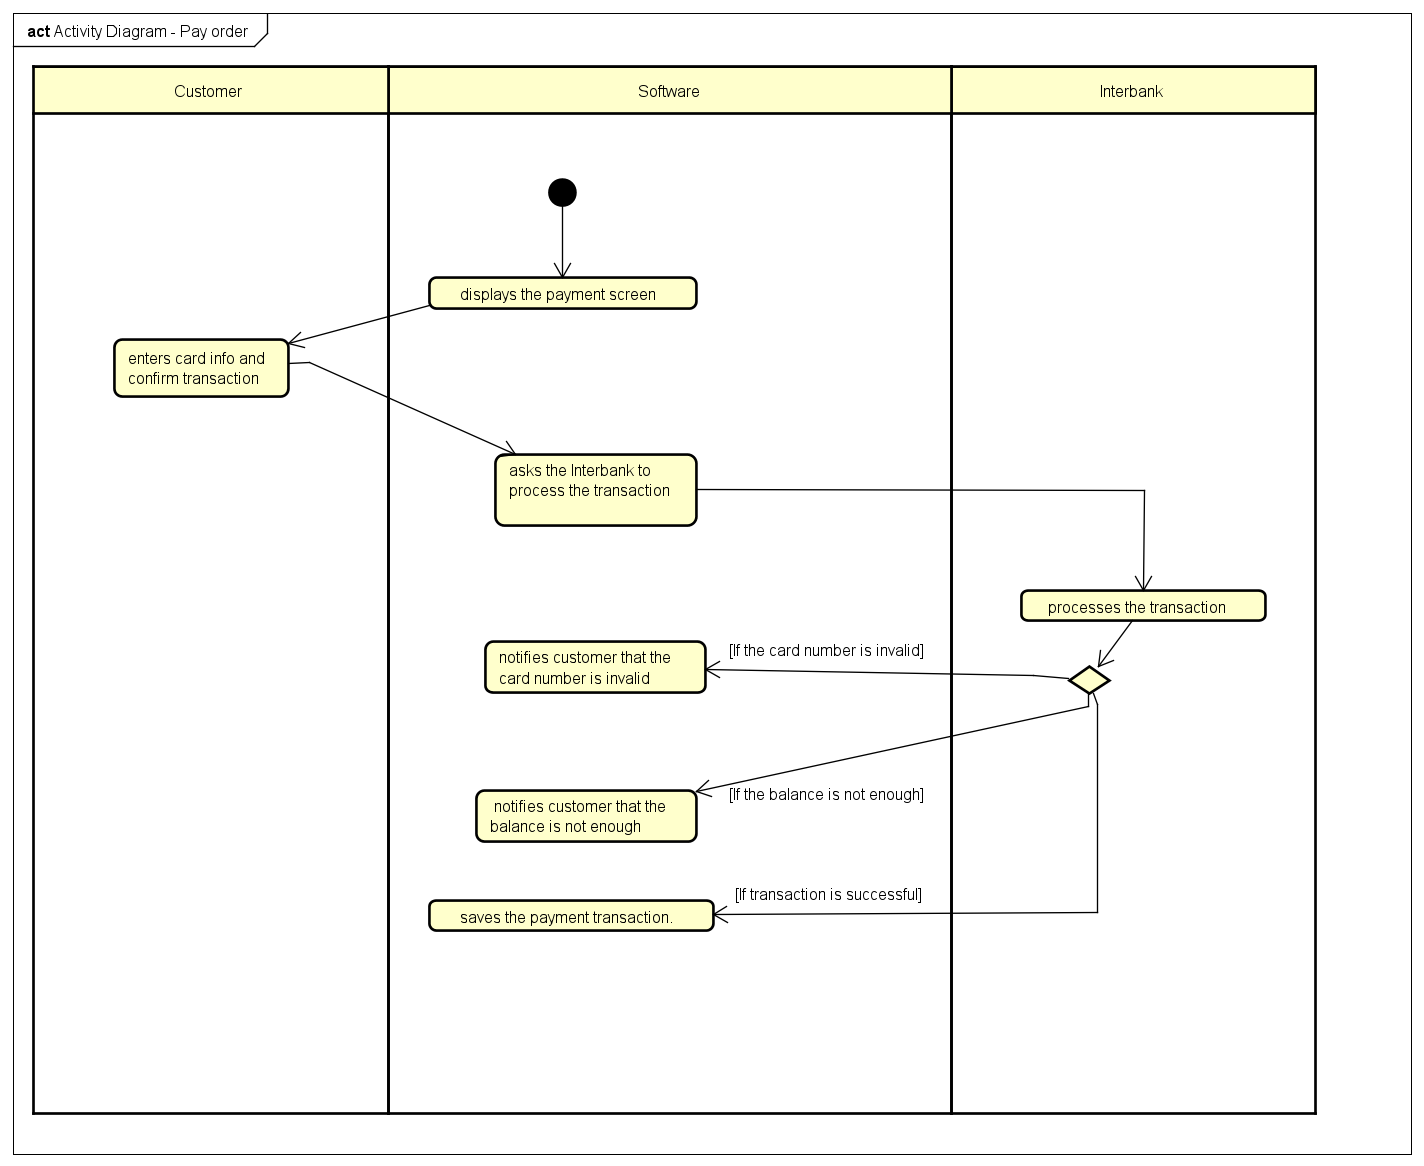 act Activity Diagram - Pay order
Customer
Software
Interbank
displays the payment screen
enters card info and
confirm transaction
asks the Interbank to
process the transaction
processes the transaction
[If the card number is invalid]
notifies customer that the
card number is invalid
[If the balance is not enough]
notifies customer that the
balance is not enough
[If transaction is successful]
saves the payment transaction.